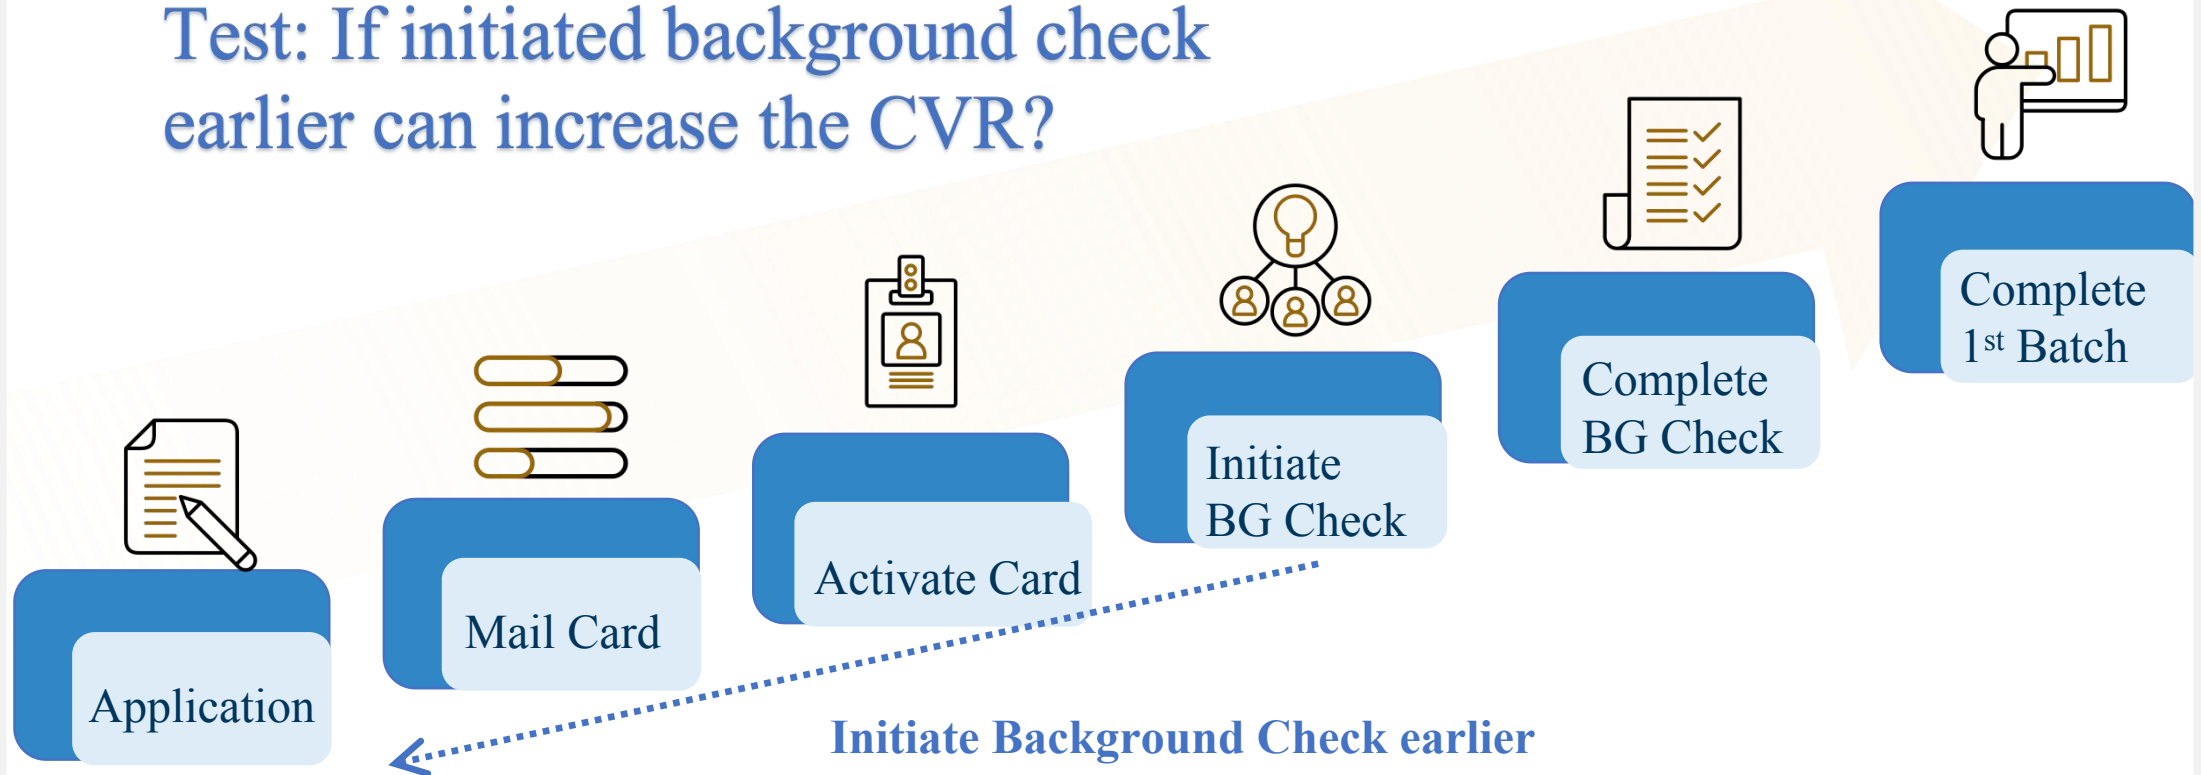 Test: If initiated background check
earlier can increase the CVR?
Application
Mail Card
Activate Card
Initiate
BG Check
Complete
BG Check
Complete
1st Batch
Initiate Background Check earlier